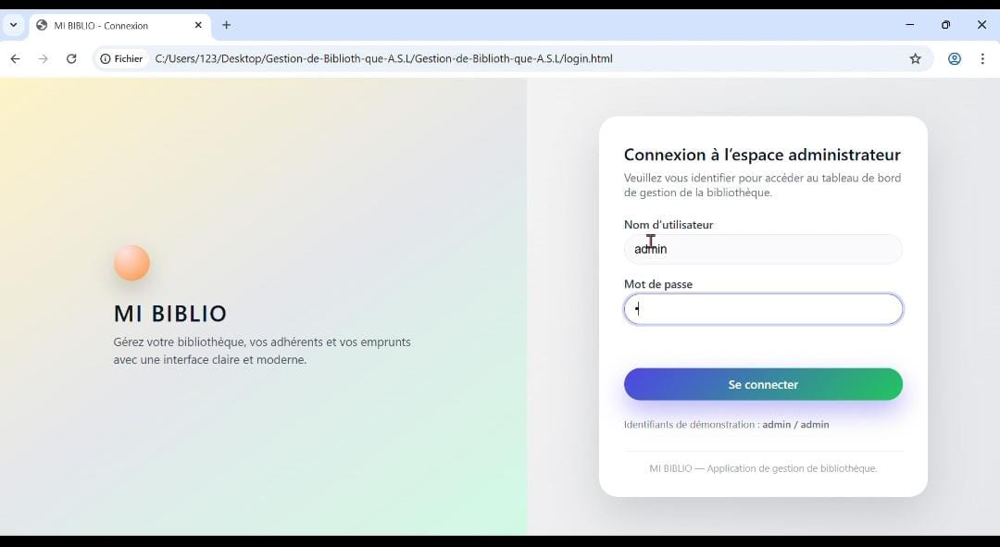 MI BIBLIO - Connexion
Fichier C:/Users/123/Desktop/Gestion-de-Biblioth-que-A.S.L/Gestion-de-Biblioth-que-A.S.L/login.html
MI BIBLIO
Gérez votre bibliothèque, vos adhérents et vos emprunts
avec une interface claire et moderne.
Connexion à l’espace administrateur
Veuillez vous identifier pour accéder au tableau de bord
de gestion de la bibliothèque.
Nom d’utilisateur
admin
Mot de passe
Se connecter
Identifiants de démonstration : admin / admin
MI BIBLIO — Application de gestion de bibliothèque.